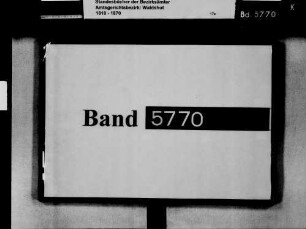 Standesbücher der Bezirksämter
Amtsgerichtsbezirk: Waldshut
1810 - 1870
Bd 5770
K
Band 5770